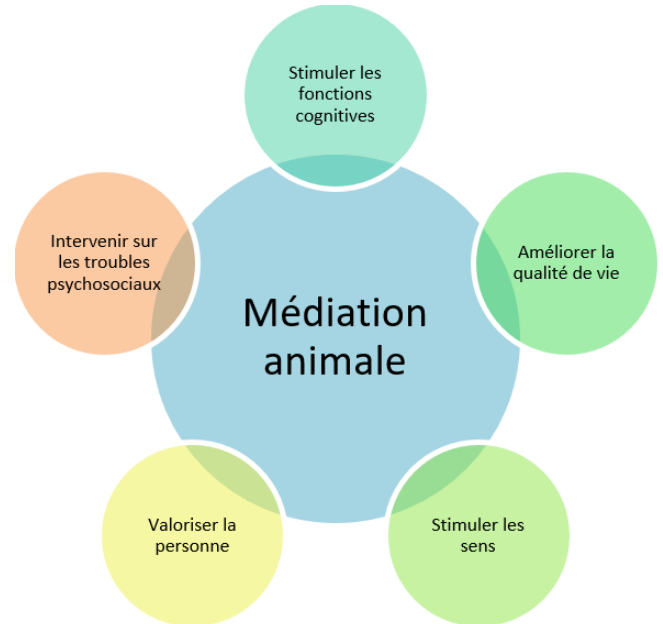 Stimuler les
fonctions
cognitives
Intervenir sur
les troubles
psychosociaux
Améliorer la
qualité de vie
Médiation
animale
Valoriser la
personne
Stimuler les
sens